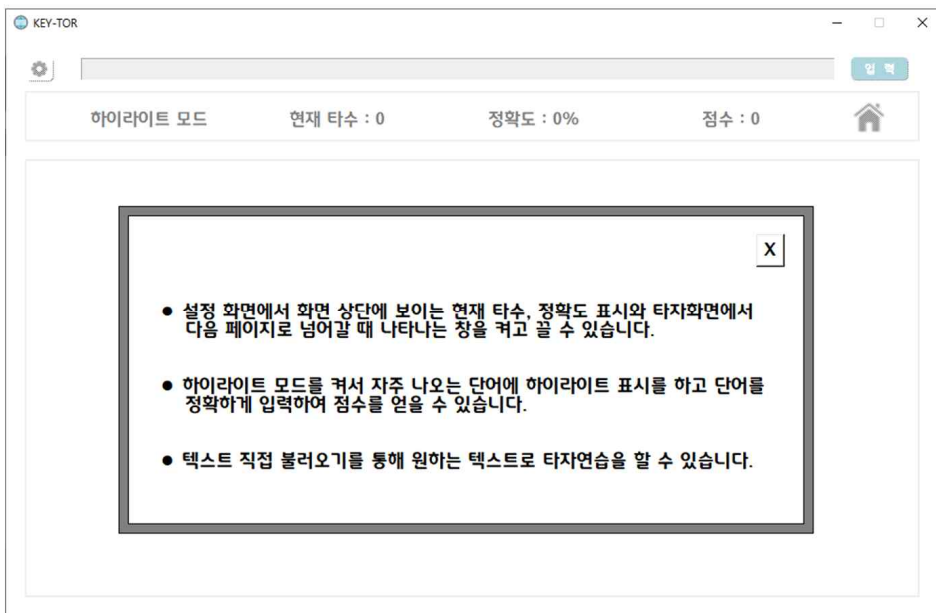 KEY-TOR
입 력
하이라이트 모드 현재 타수 : 0 정확도 : 0% 점수 : 0
X
● 설정 화면에서 화면 상단에 보이는 현재 타수, 정확도 표시와 타자화면에서
다음 페이지로 넘어갈 때 나타나는 창을 켜고 끌 수 있습니다.
● 하이라이트 모드를 켜서 자주 나오는 단어에 하이라이트 표시를 하고 단어를
정확하게 입력하여 점수를 얻을 수 있습니다.
● 텍스트 직접 불러오기를 통해 원하는 텍스트로 타자연습을 할 수 있습니다.